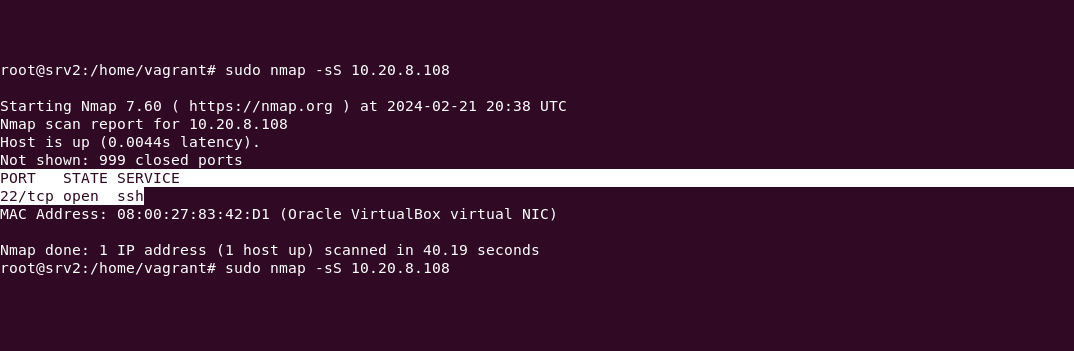 root@srv2:/home/vagrant# sudo nmap -sS 10.20.8.108
Starting Nmap 7.60 ( https://nmap.org ) at 2024-02-21 20:38 UTC
Nmap scan report for 10.20.8.108
Host is up (0.0044s latency).
Not shown: 999 closed ports
PORT   STATE SERVICE
22/tcp open  ssh
MAC Address: 08:00:27:83:42:D1 (Oracle VirtualBox virtual NIC)
Nmap done: 1 IP address (1 host up) scanned in 40.19 seconds
root@srv2:/home/vagrant# sudo nmap -sS 10.20.8.108